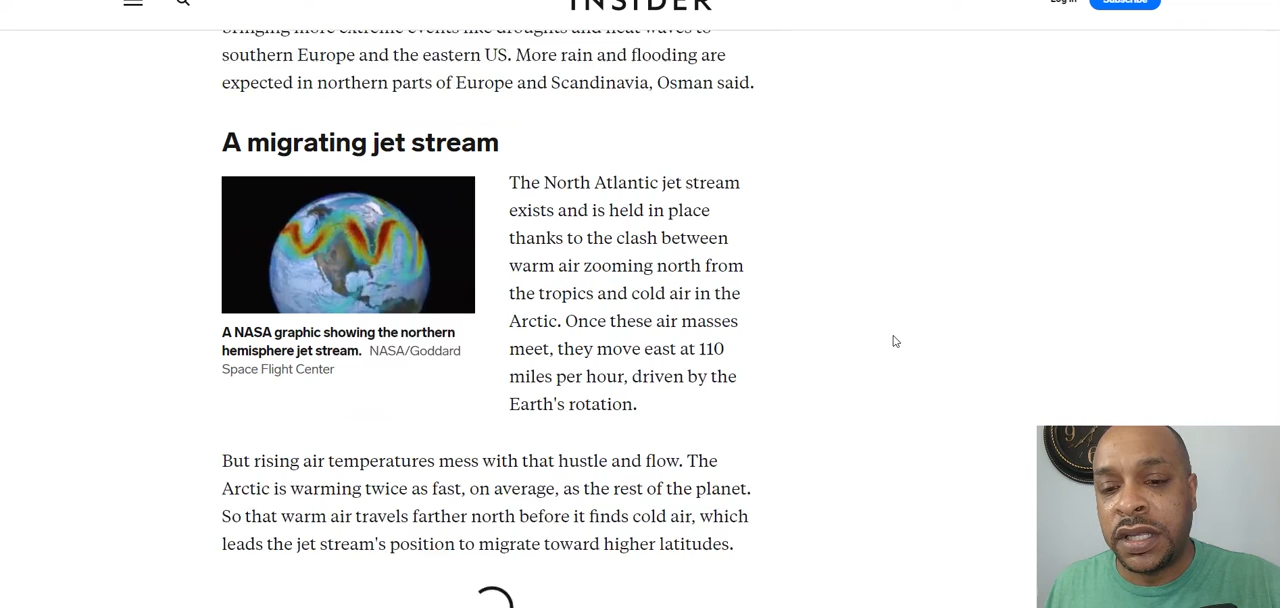 INSIDER
Log in
Subscribe
bringing more extreme events like droughts and heat waves to
southern Europe and the eastern US. More rain and flooding are
expected in northern parts of Europe and Scandinavia, Osman said.
A migrating jet stream
The North Atlantic jet stream
exists and is held in place
thanks to the clash between
warm air zooming north from
the tropics and cold air in the
Arctic. Once these air masses
meet, they move east at 110
miles per hour, driven by the
Earth's rotation.
A NASA graphic showing the northern
hemisphere jet stream. NASA/Goddard
Space Flight Center
But rising air temperatures mess with that hustle and flow. The
Arctic is warming twice as fast, on average, as the rest of the planet.
So that warm air travels farther north before it finds cold air, which
leads the jet stream's position to migrate toward higher latitudes.